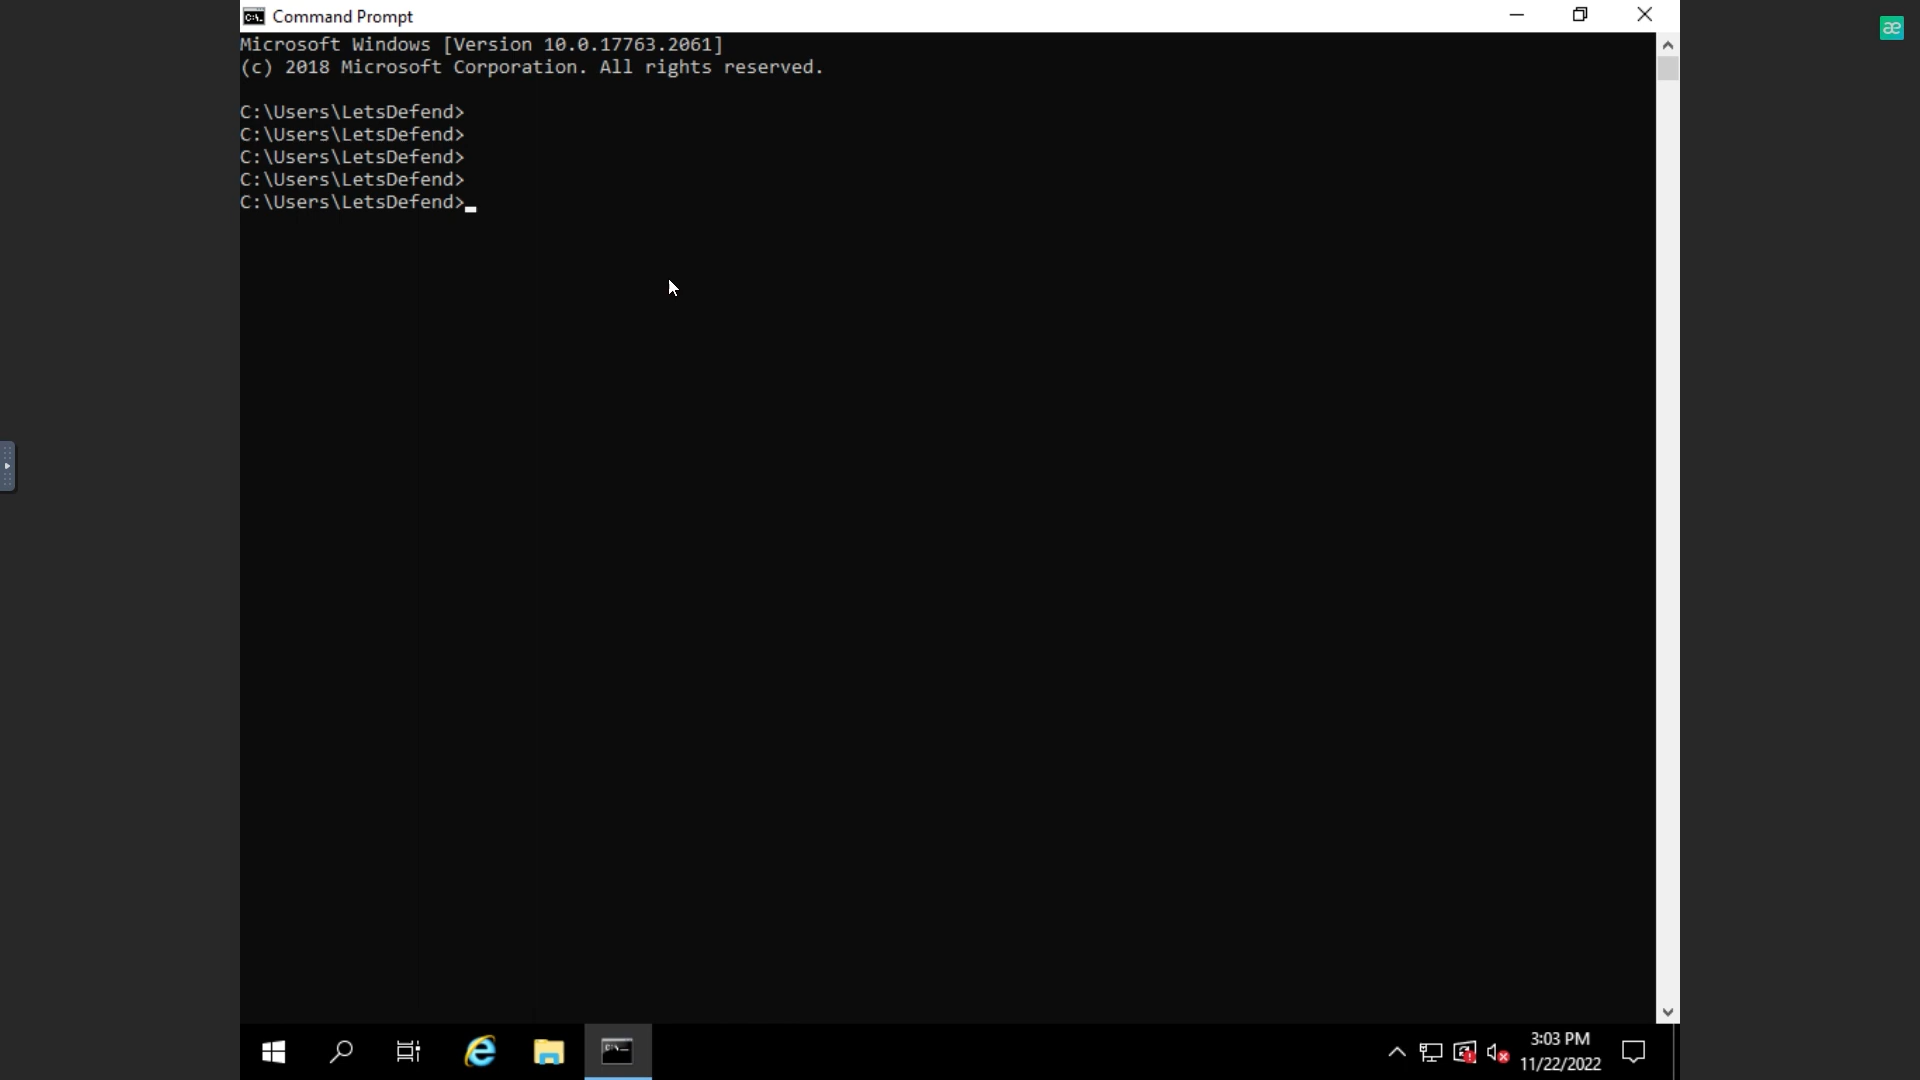 Command Prompt
Microsoft Windows [Version 10.0.17763.2061]
(c) 2018 Microsoft Corporation. All rights reserved.
C:\Users\LetsDefend>
C:\Users\LetsDefend>
C:\Users\LetsDefend>
C:\Users\LetsDefend>
C:\Users\LetsDefend>
æ
3:03 PM
11/22/2022